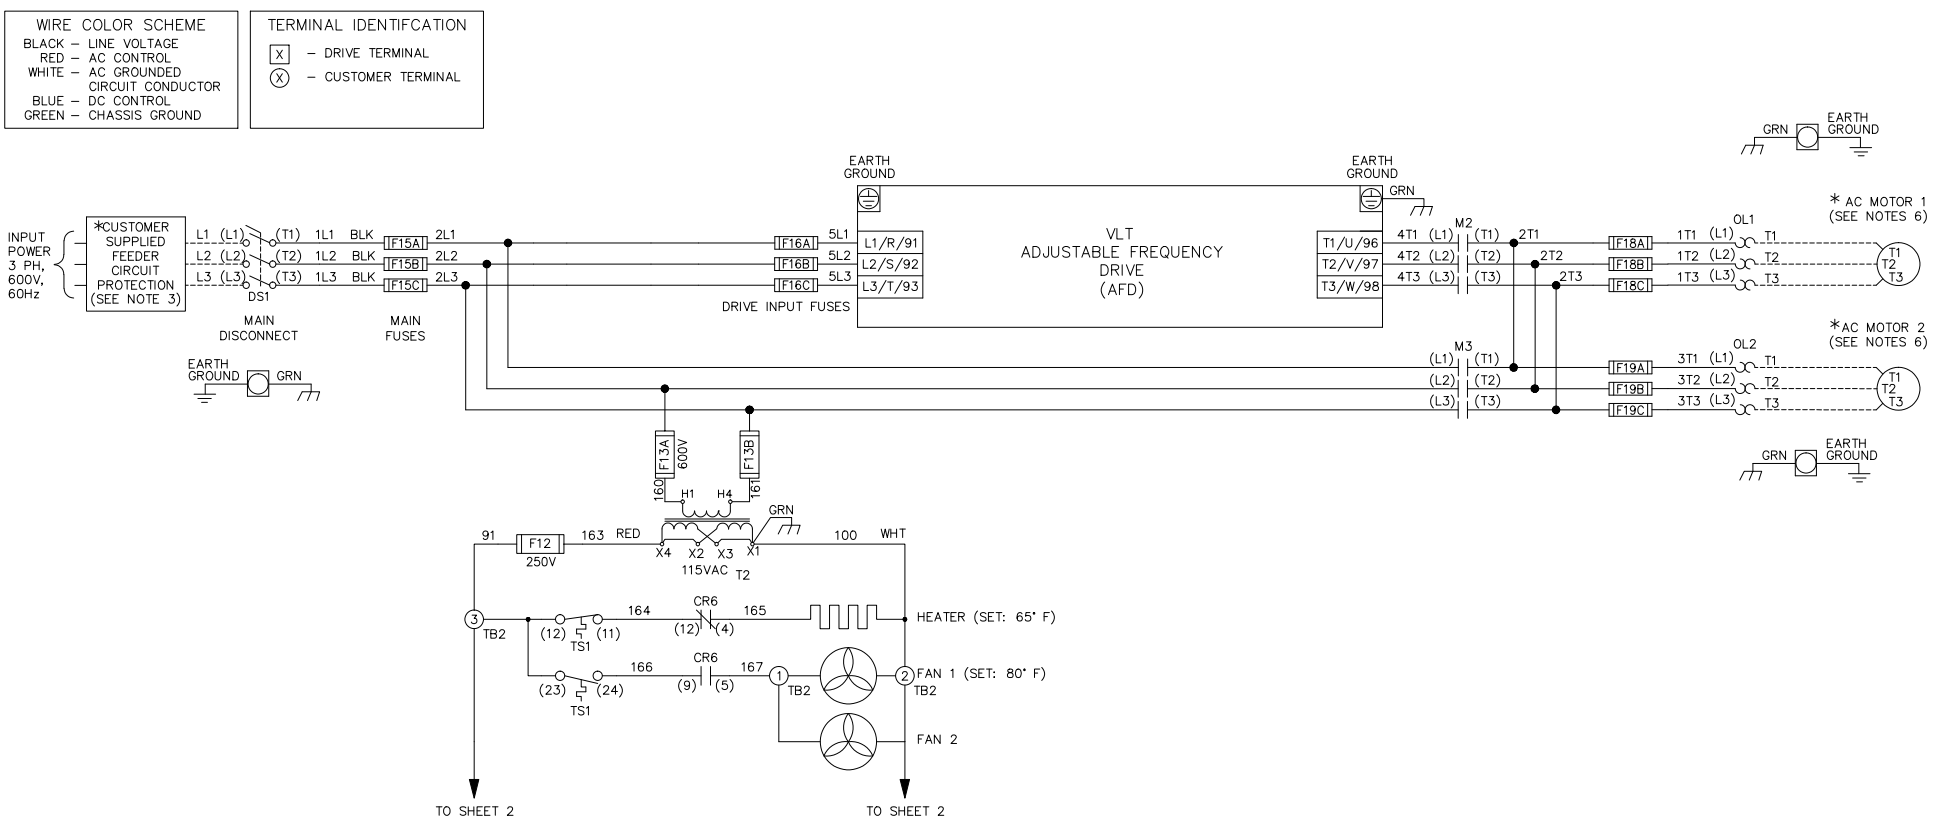 WIRE COLOR SCHEME
BLACK – LINE VOLTAGE
RED – AC CONTROL
WHITE – AC GROUNDED
CIRCUIT CONDUCTOR
BLUE – DC CONTROL
GREEN – CHASSIS GROUND
TERMINAL IDENTIFCATION
X – DRIVE TERMINAL
X – CUSTOMER TERMINAL
GRN
EARTH
GROUND
EARTH
GROUND
EARTH
GROUND
GRN
INPUT
POWER
3 PH,
600V,
60Hz
*CUSTOMER
SUPPLIED
FEEDER
CIRCUIT
PROTECTION
(SEE NOTE 3)
L1 (L1) (T1) 1L1 BLK F15A 2L1
L2 (L2) (T2) 1L2 BLK F15B 2L2
L3 (L3) (T3) 1L3 BLK F15C 2L3
DS1
MAIN
DISCONNECT
MAIN
FUSES
EARTH
GROUND
GRN
F16A 5L1 L1/R/91
F16B 5L2 L2/S/92
F16C 5L3 L3/T/93
DRIVE INPUT FUSES
VLT
ADJUSTABLE FREQUENCY
DRIVE
(AFD)
M2
T1/U/96 4T1 (L1) (T1) 2T1
T2/V/97 4T2 (L2) (T2) 2T2
T3/W/98 4T3 (L3) (T3) 2T3
OL1
F18A 1T1 (L1) T1
F18B 1T2 (L2) T2
F18C 1T3 (L3) T3
* AC MOTOR 1
(SEE NOTES 6)
T1
T2
T3
M3
(L1) (T1)
(L2) (T2)
(L3) (T3)
OL2
F19A 3T1 (L1) T1
F19B 3T2 (L2) T2
F19C 3T3 (L3) T3
*AC MOTOR 2
(SEE NOTES 6)
T1
T2
T3
GRN
EARTH
GROUND
F13A
600V
F13B
160
161
H1 H4
GRN
91 F12 163 RED
250V
X4 X2 X3 X1
115VAC T2
100 WHT
3
TB2
(12) (11)
TS1
164
CR6
(12) (4)
165
HEATER (SET: 65° F)
(23) (24)
TS1
166
CR6
(9) (5)
167
1
TB2
2
TB2
FAN 1 (SET: 80° F)
FAN 2
TO SHEET 2
TO SHEET 2